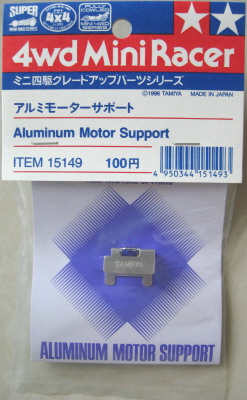 SUPER
4X4
4wd Mini Racer
ミニ四駆グレードアップパーツシリーズ
©1996 TAMIYA
MADE IN JAPAN
アルミモーターサポート
Aluminum Motor Support
ITEM 15149
100円
4 950344 151493
TAMIYA
ALUMINUM MOTOR SUPPORT